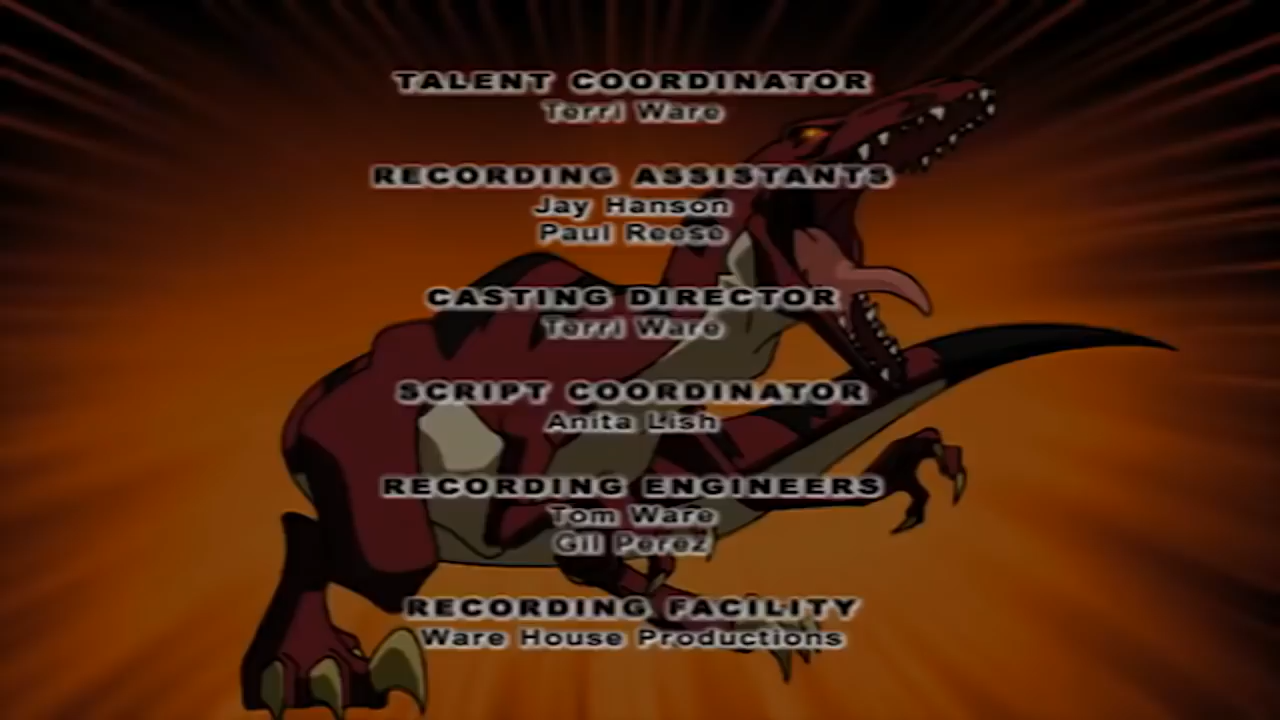 TALENT COORDINATOR
Terri Ware
RECORDING ASSISTANTS
Jay Hanson
Paul Reese
CASTING DIRECTOR
Terri Ware
SCRIPT COORDINATOR
Anita Lish
RECORDING ENGINEERS
Tom Ware
Gil Perez
RECORDING FACILITY
Ware House Productions